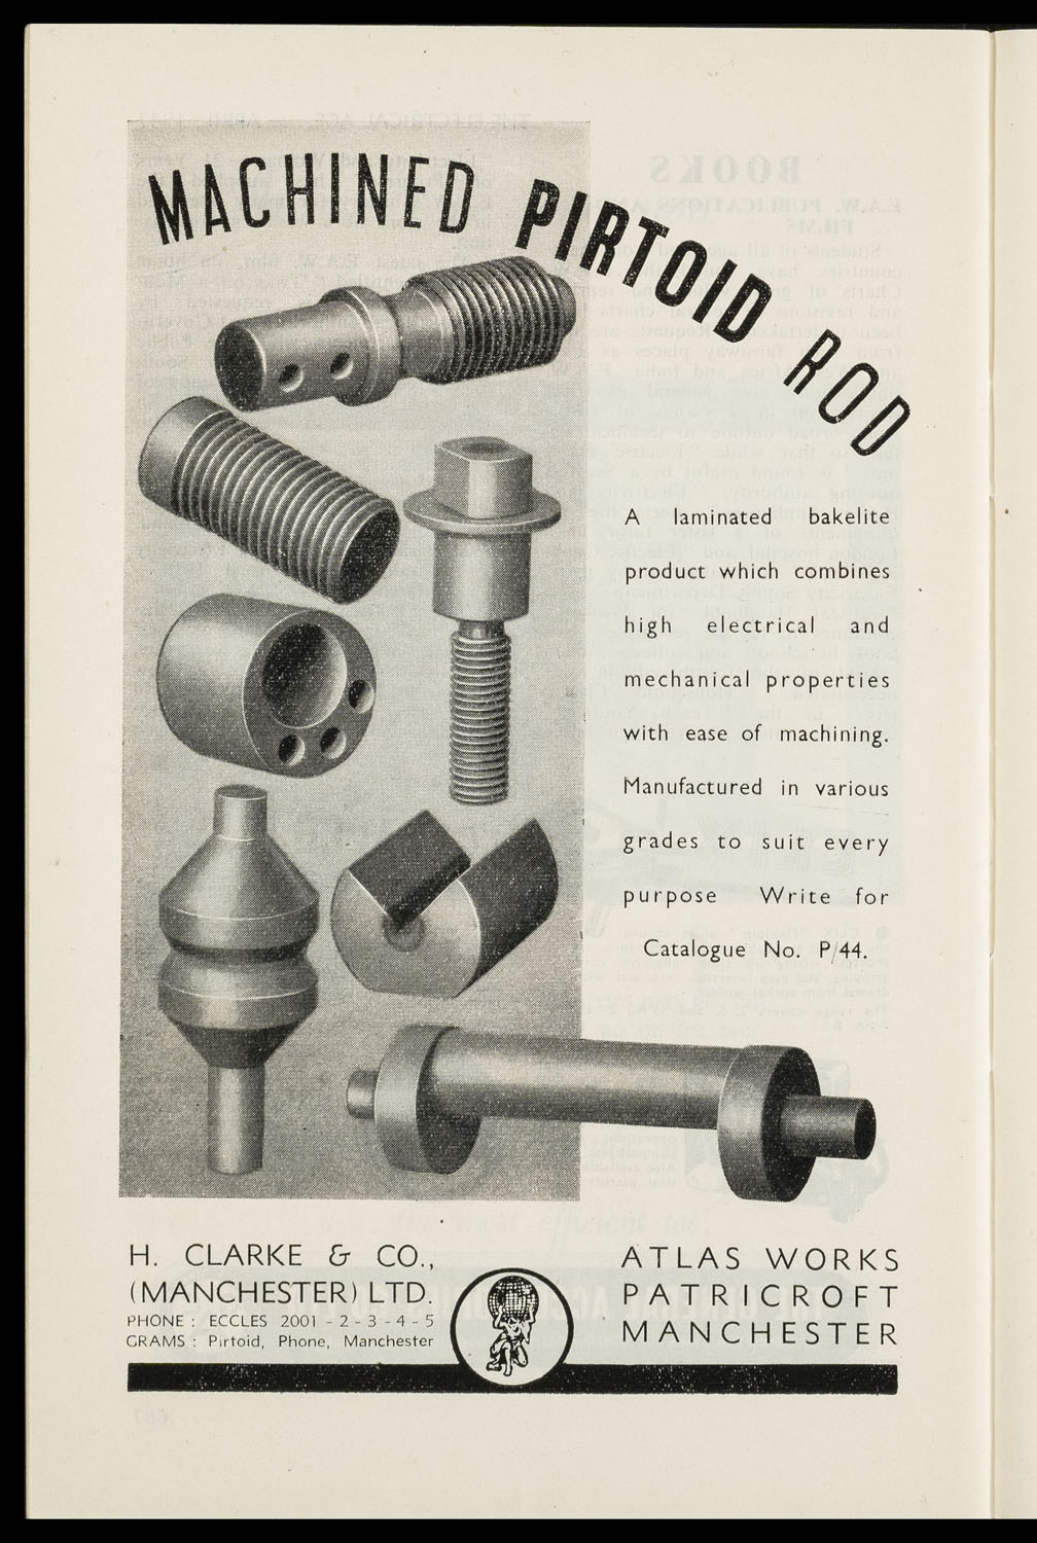 MACHINED PIRTOID ROD
A laminated bakelite
product which combines
high electrical and
mechanical properties
with ease of machining.
Manufactured in various
grades to suit every
purpose Write for
Catalogue No. P/44.
H. CLARKE & CO.,
(MANCHESTER) LTD.
PHONE : ECCLES 2001 - 2 - 3 - 4 - 5
GRAMS : Pirtoid, Phone, Manchester
ATLAS WORKS
PATRICROFT
MANCHESTER